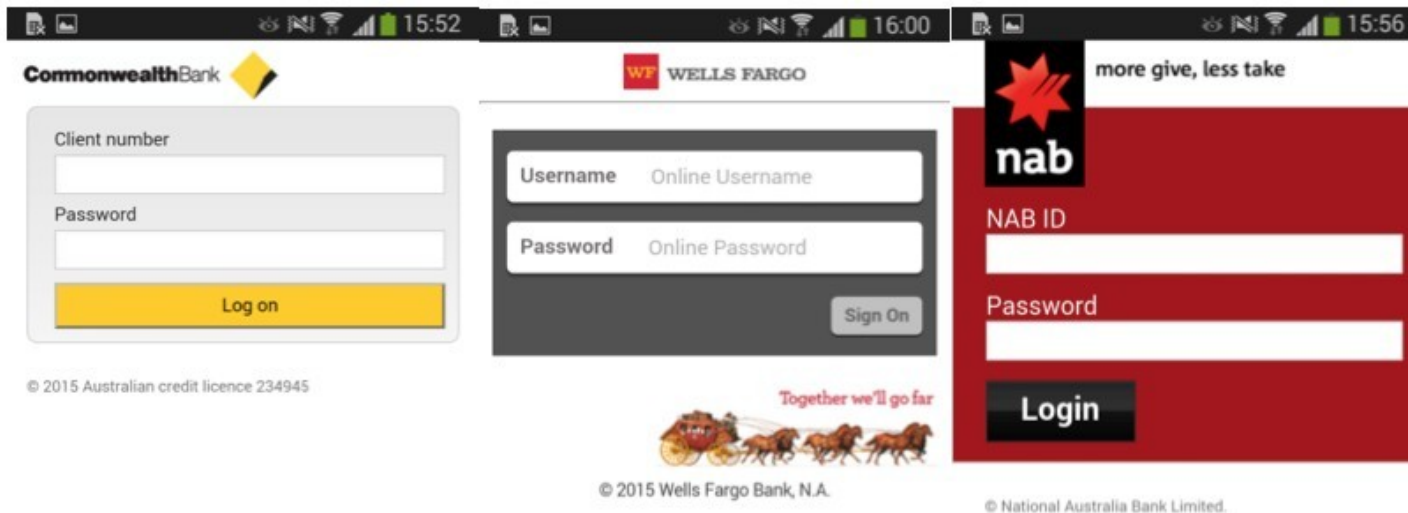 15:52
CommonwealthBank
Client number
Password
Log on
© 2015 Australian credit licence 234945
16:00
WF WELLS FARGO
Username Online Username
Password Online Password
Sign On
Together we'll go far
© 2015 Wells Fargo Bank, N.A.
15:56
more give, less take
nab
NAB ID
Password
Login
© National Australia Bank Limited.